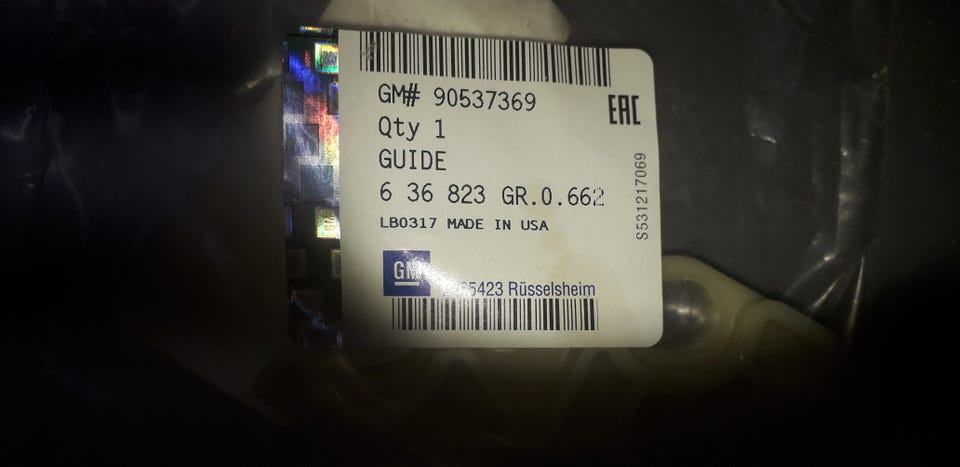 GM# 90537369
EAC
Qty 1
GUIDE
6 36 823 GR.0.662
LB0317 MADE IN USA
S531217069
GM
65423 Rüsselsheim